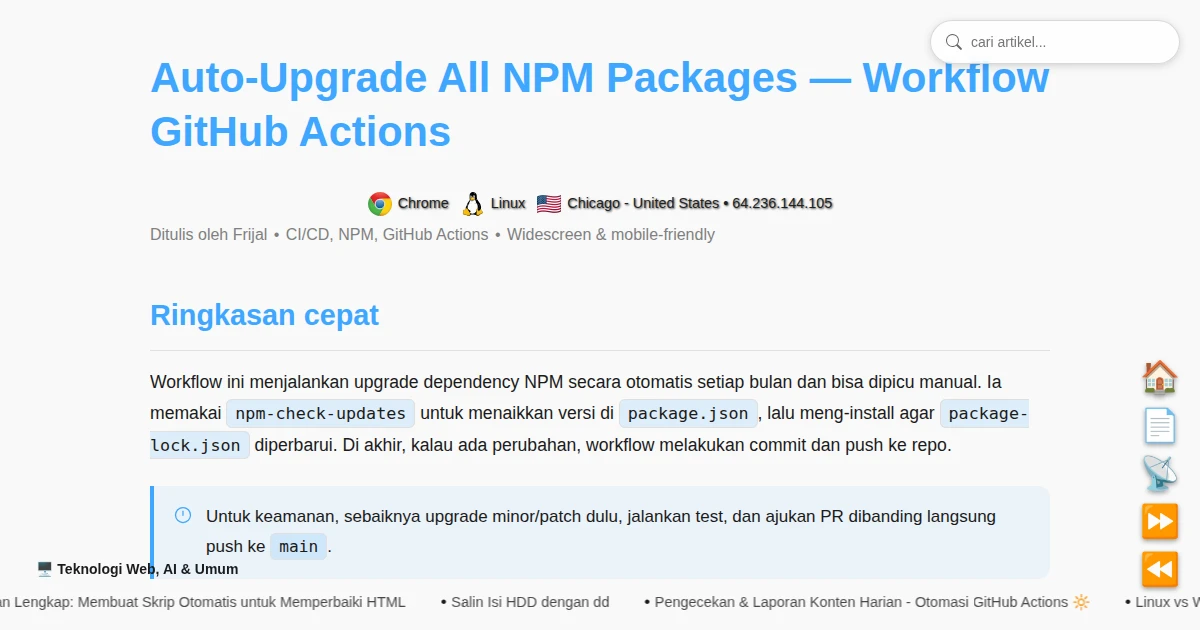 cari artikel...
Auto-Upgrade All NPM Packages — Workflow
GitHub Actions
Chrome Linux Chicago - United States • 64.236.144.105
Ditulis oleh Frijal • CI/CD, NPM, GitHub Actions • Widescreen & mobile-friendly
Ringkasan cepat
Workflow ini menjalankan upgrade dependency NPM secara otomatis setiap bulan dan bisa dipicu manual. Ia
memakai npm-check-updates untuk menaikkan versi di package.json, lalu meng-install agar package-
lock.json diperbarui. Di akhir, kalau ada perubahan, workflow melakukan commit dan push ke repo.
Untuk keamanan, sebaiknya upgrade minor/patch dulu, jalankan test, dan ajukan PR dibanding langsung
push ke main.
Teknologi Web, AI & Umum
Lengkap: Membuat Skrip Otomatis untuk Memperbaiki HTML • Salin Isi HDD dengan dd • Pengecekan & Laporan Konten Harian - Otomasi GitHub Actions • Linux vs